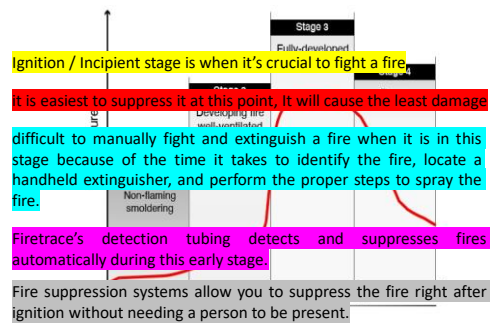 Stage 3
Fully-developed
Ignition / Incipient stage is when it's crucial to fight a fire
it is easiest to suppress it at this point, It will cause the least damage
Developing fire
well-ventilated
difficult to manually fight and extinguish a fire when it is in this
stage because of the time it takes to identify the fire, locate a
handheld extinguisher, and perform the proper steps to spray the
fire.
Non-flaming
smoldering
Firetrace's detection tubing detects and suppresses fires
automatically during this early stage.
Fire suppression systems allow you to suppress the fire right after
ignition without needing a person to be present.